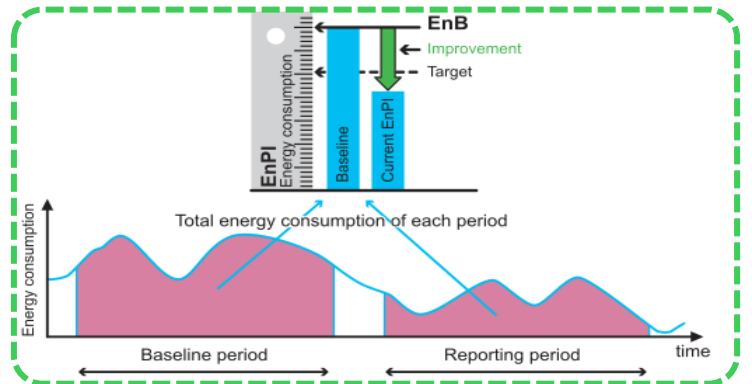 EnB
Improvement
Target
EnPI
Energy consumption
Baseline
Current EnPI
Total energy consumption of each period
Energy consumption
time
Baseline period
Reporting period